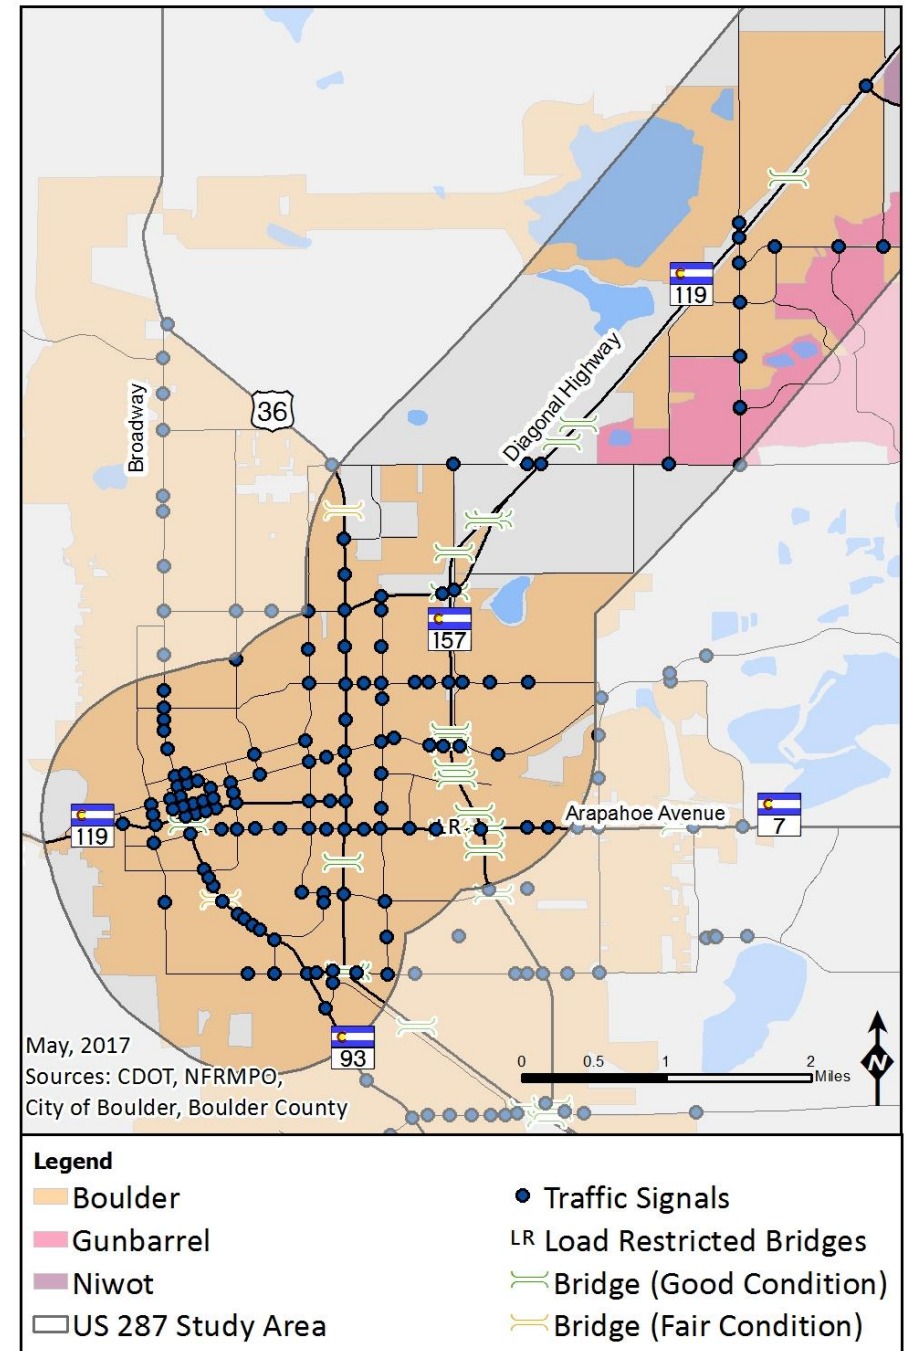 119
Diagonal Highway
Broadway
36
157
Arapahoe Avenue
LR
119
7
93
May, 2017
Sources: CDOT, NFRMPO,
City of Boulder, Boulder County
0 0.5 1 2
Miles
N
Legend
Boulder
Gunbarrel
Niwot
US 287 Study Area
Traffic Signals
LR Load Restricted Bridges
Bridge (Good Condition)
Bridge (Fair Condition)